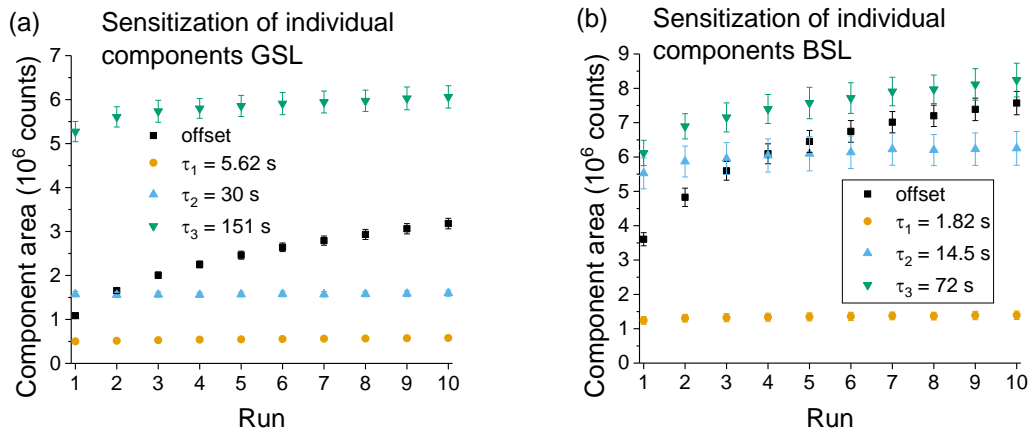 (a)
Sensitization of individual
components GSL
Component area (10⁶ counts)
7
6
5
4
3
2
1
0
offset
τ₁ = 5.62 s
τ₂ = 30 s
τ₃ = 151 s
1 2 3 4 5 6 7 8 9 10
Run
(b)
Sensitization of individual
components BSL
Component area (10⁶ counts)
9
8
7
6
5
4
3
2
1
0
offset
τ₁ = 1.82 s
τ₂ = 14.5 s
τ₃ = 72 s
1 2 3 4 5 6 7 8 9 10
Run